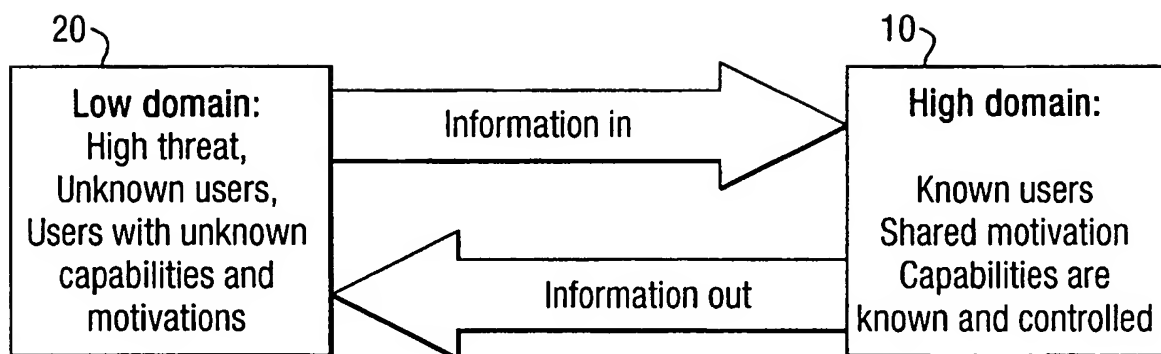 20
Low domain:
High threat,
Unknown users,
Users with unknown
capabilities and
motivations
Information in
Information out
10
High domain:
Known users
Shared motivation
Capabilities are
known and controlled